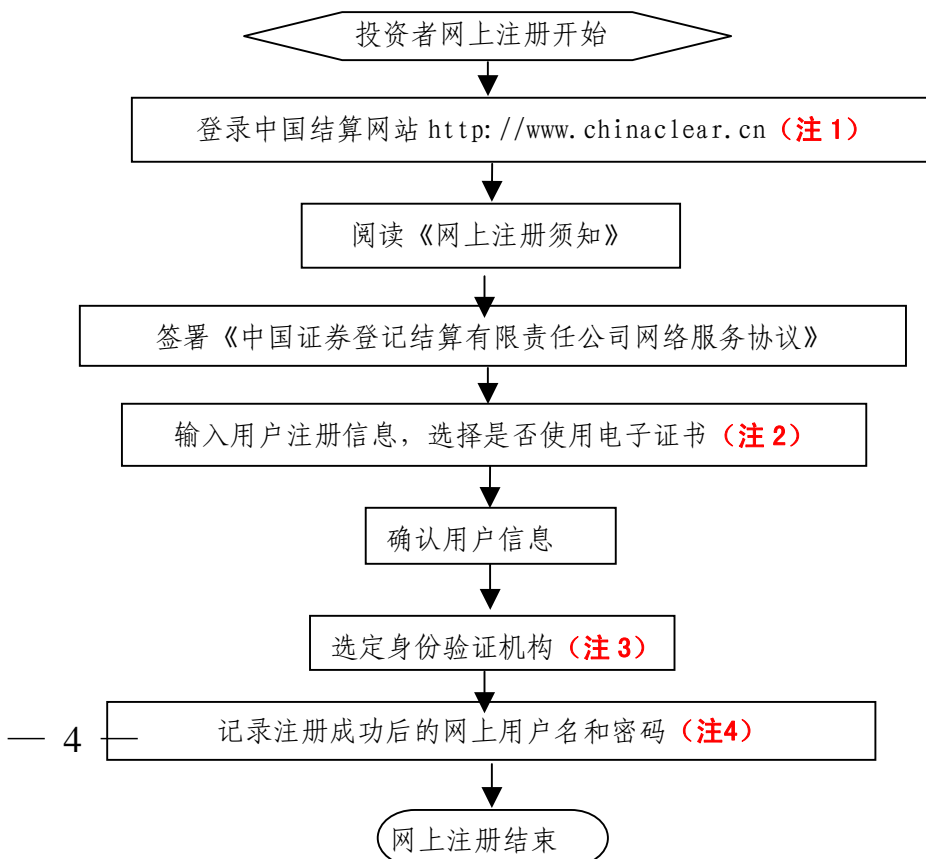 投资者网上注册开始
登录中国结算网站 http://www.chinaclear.cn（注 1）
阅读《网上注册须知》
签署《中国证券登记结算有限责任公司网络服务协议》
输入用户注册信息，选择是否使用电子证书（注 2）
确认用户信息
选定身份验证机构（注 3）
记录注册成功后的网上用户名和密码（注4）
— 4 —
网上注册结束